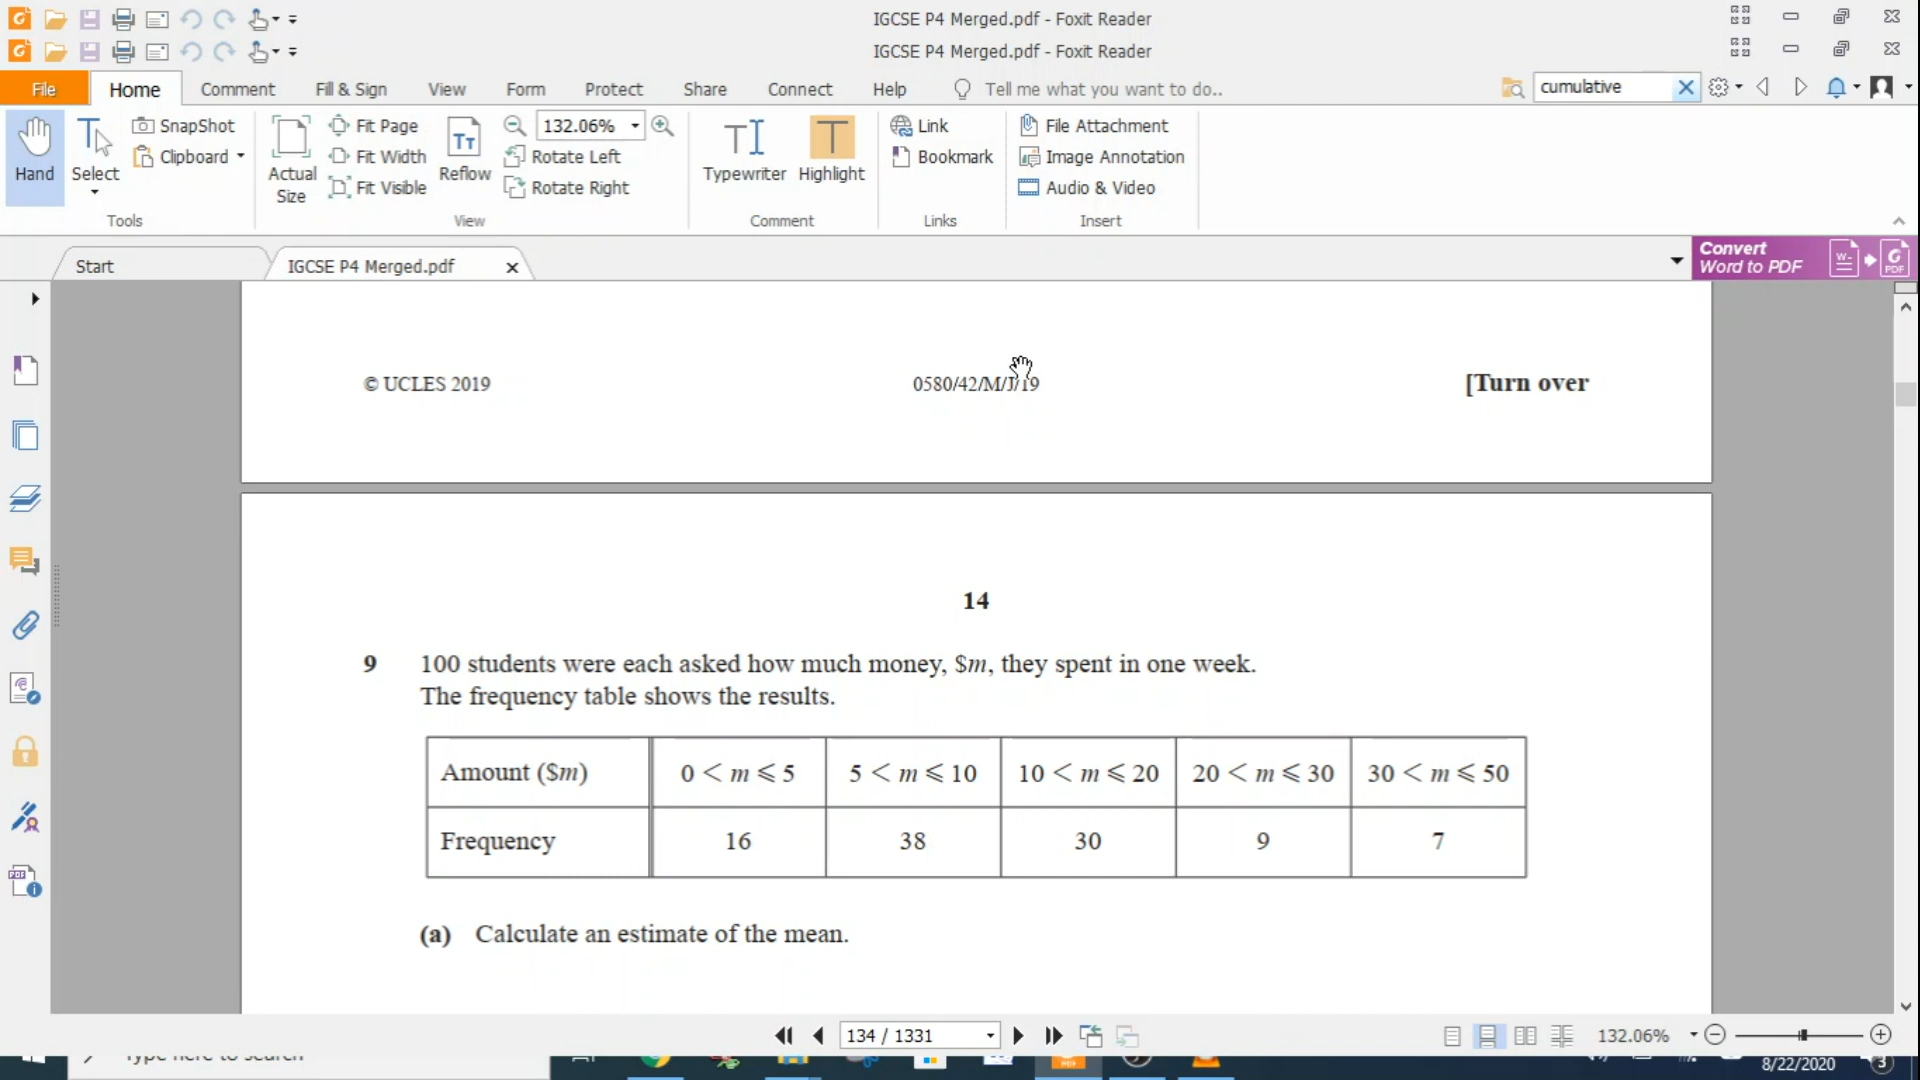 IGCSE P4 Merged.pdf - Foxit Reader
IGCSE P4 Merged.pdf - Foxit Reader
File Home Comment Fill & Sign View Form Protect Share Connect Help Tell me what you want to do.. cumulative
Hand Select SnapShot Clipboard
Actual Size Fit Page Fit Width Fit Visible Reflow 132.06% Rotate Left Rotate Right
Typewriter Highlight
Link Bookmark
File Attachment Image Annotation Audio & Video
Tools View Comment Links Insert
Start IGCSE P4 Merged.pdf Convert Word to PDF
© UCLES 2019 0580/42/M/J/19 [Turn over
14
9 100 students were each asked how much money, $m, they spent in one week.
The frequency table shows the results.
Amount ($m) 0 < m ⩽ 5 5 < m ⩽ 10 10 < m ⩽ 20 20 < m ⩽ 30 30 < m ⩽ 50
Frequency 16 38 30 9 7
(a) Calculate an estimate of the mean.
134 / 1331 132.06%
Type here to search 8/22/2020 3